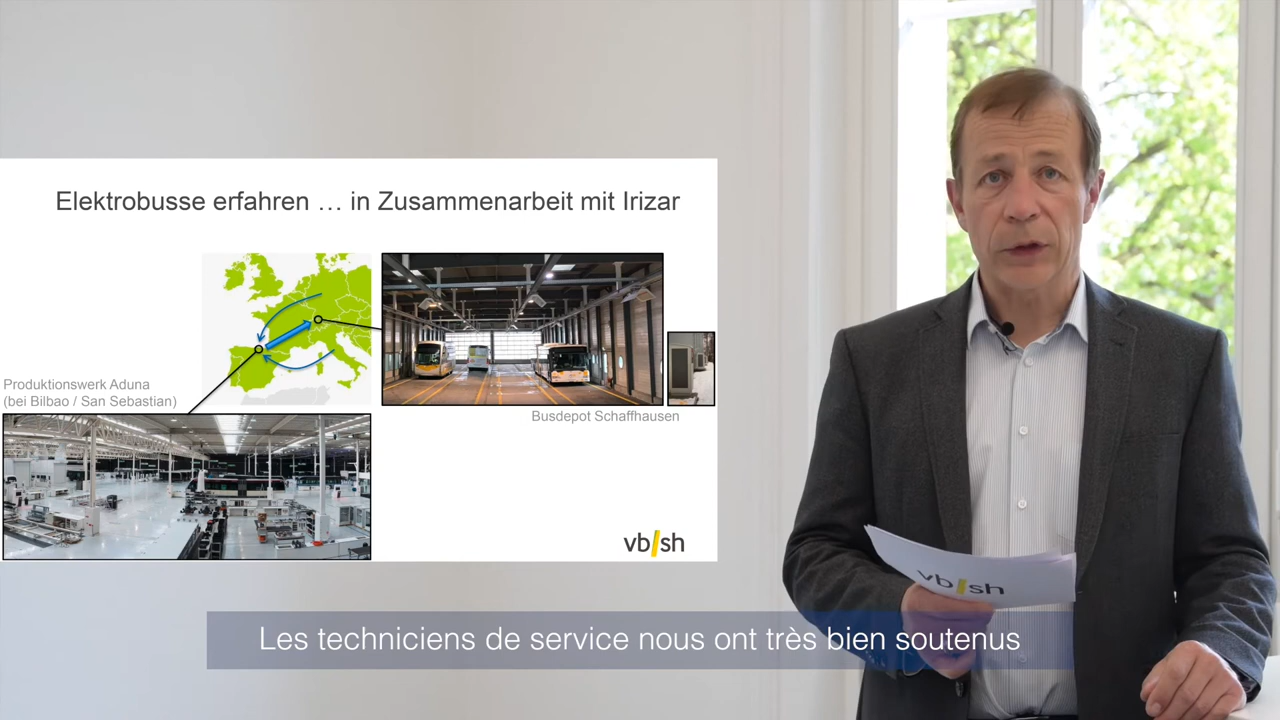 Elektrobusse erfahren … in Zusammenarbeit mit Irizar
Produktionswerk Aduna
(bei Bilbao / San Sebastian)
Busdepot Schaffhausen
vb/sh
vb/sh
Les techniciens de service nous ont très bien soutenus